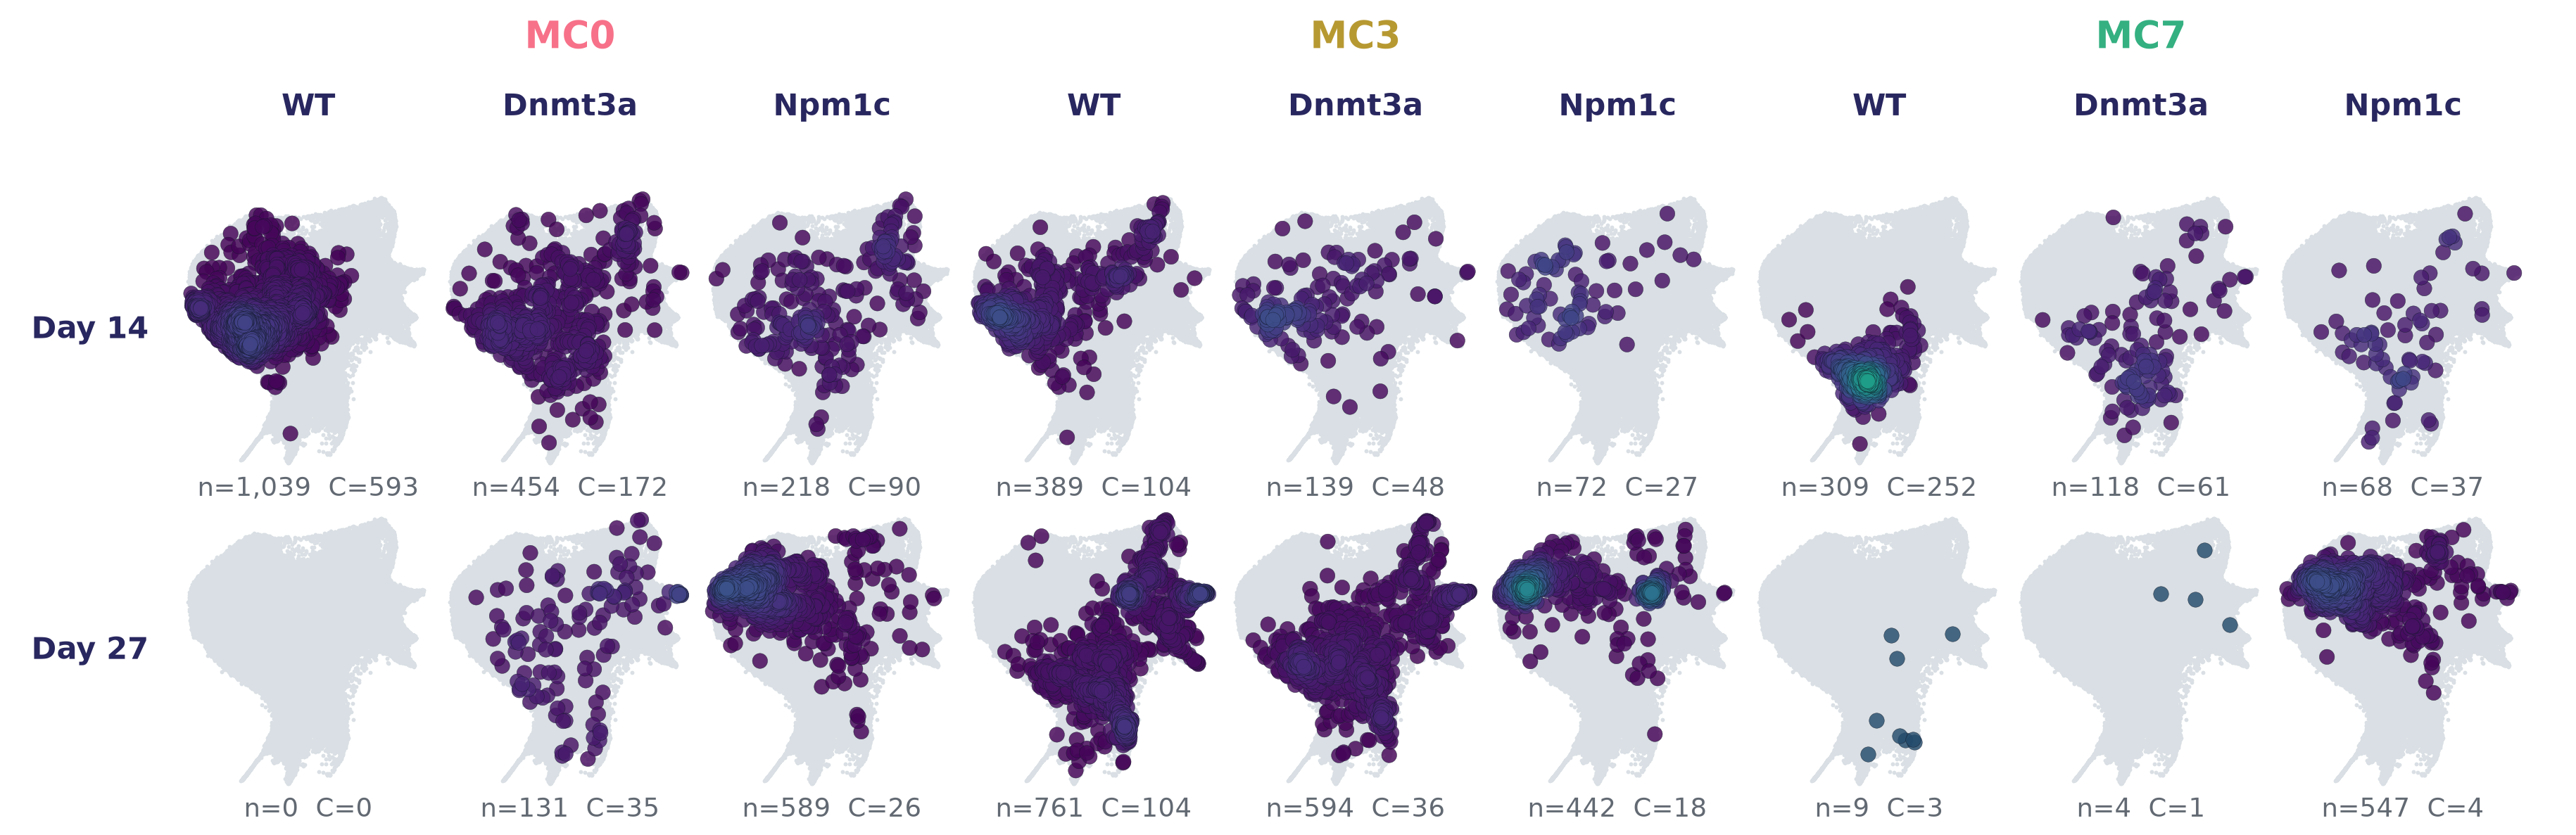 MC0 MC3 MC7
WT Dnmt3a Npm1c WT Dnmt3a Npm1c WT Dnmt3a Npm1c
Day 14
n=1,039 C=593 n=454 C=172 n=218 C=90 n=389 C=104 n=139 C=48 n=72 C=27 n=309 C=252 n=118 C=61 n=68 C=37
Day 27
n=0 C=0 n=131 C=35 n=589 C=26 n=761 C=104 n=594 C=36 n=442 C=18 n=9 C=3 n=4 C=1 n=547 C=4